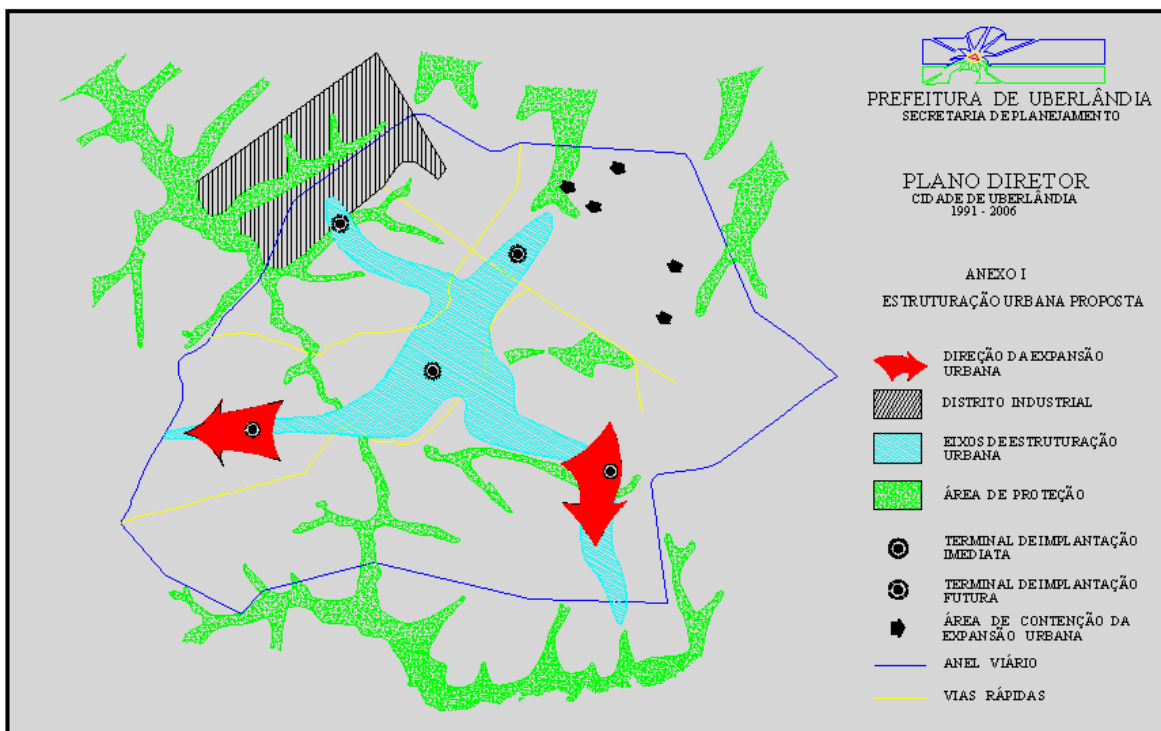 PREFEITURA DE UBERLÂNDIA
SECRETARIA DE PLANEJAMENTO
PLANO DIRETOR
CIDADE DE UBERLÂNDIA
1991 - 2006
ANEXO I
ESTRUTURAÇÃO URBANA PROPOSTA
DIREÇÃO DA EXPANSÃO
URBANA
DISTRITO INDUSTRIAL
EIXOS DE ESTRUTURAÇÃO
URBANA
ÁREA DE PROTEÇÃO
TERMINAL DE IMPLANTAÇÃO
IMEDIATA
TERMINAL DE IMPLANTAÇÃO
FUTURA
ÁREA DE CONTENÇÃO DA
EXPANSÃO URBANA
ANEL VIÁRIO
VIAS RÁPIDAS